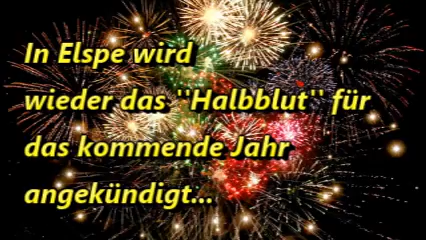 In Elspe wird
wieder das "Halbblut" für
das kommende Jahr
angekündigt...